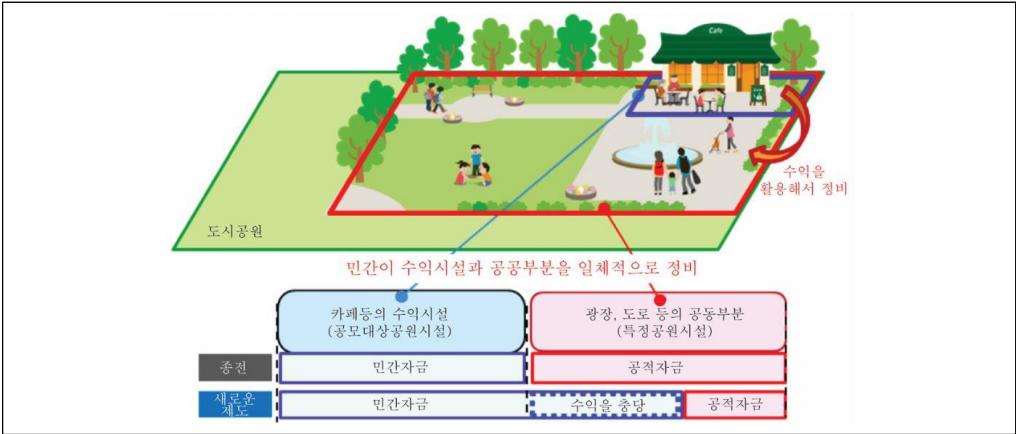 Cafe
수익을
활용해서 정비
도시공원
민간이 수익시설과 공공부분을 일체적으로 정비
카페등의 수익시설
(공모대상공원시설)
광장, 도로 등의 공동부분
(특정공원시설)
종전
민간자금
공적자금
새로운
제도
민간자금
수익을 충당
공적자금